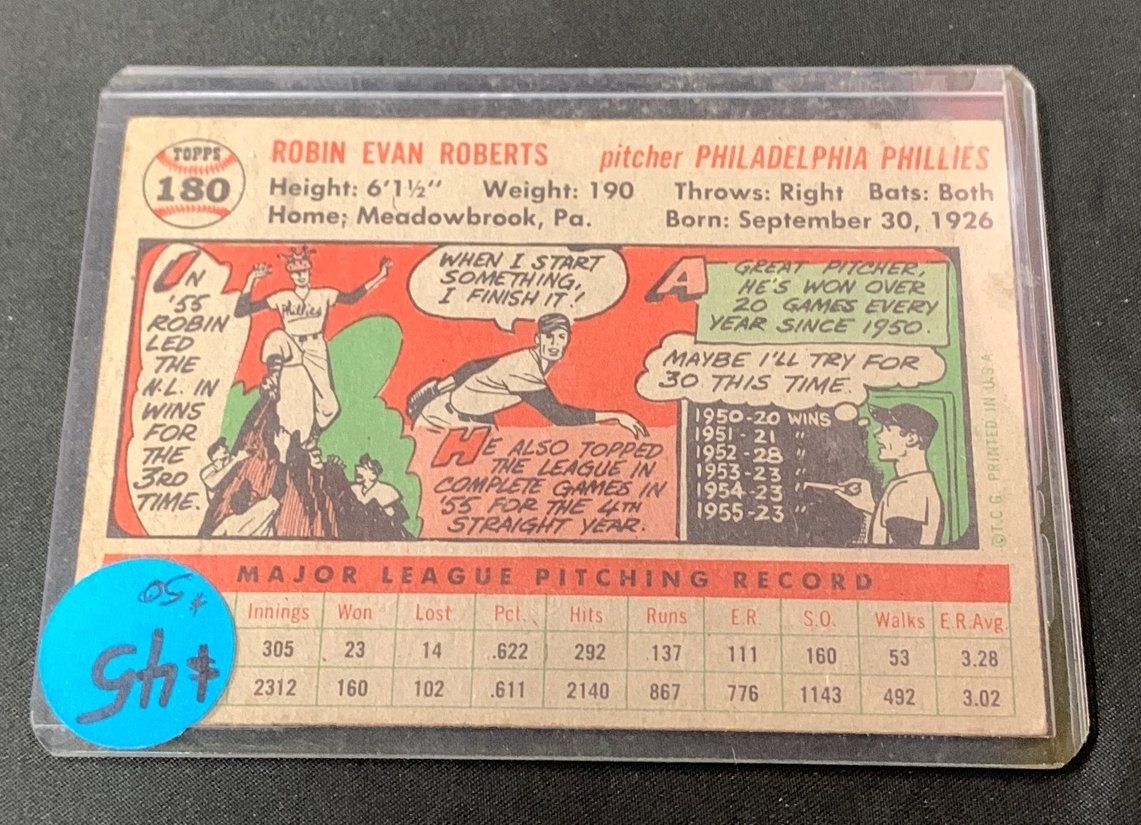 TOPPS
180
ROBIN EVAN ROBERTS pitcher PHILADELPHIA PHILLIES
Height: 6'1½" Weight: 190 Throws: Right Bats: Both
Home; Meadowbrook, Pa. Born: September 30, 1926
IN
'55
ROBIN
LED
THE
N.L. IN
WINS
FOR
THE
3RD
TIME.
Phillies
WHEN I START
SOMETHING,
I FINISH IT!
HE ALSO TOPPED
THE LEAGUE IN
COMPLETE GAMES IN
'55 FOR THE 4TH
STRAIGHT YEAR.
A GREAT PITCHER,
HE'S WON OVER
20 GAMES EVERY
YEAR SINCE 1950.
MAYBE I'LL TRY FOR
30 THIS TIME.
1950-20 WINS
1951-21 "
1952-28 "
1953-23 "
1954-23 "
1955-23 "
©T.C.G. PRINTED IN U.S.A.
MAJOR LEAGUE PITCHING RECORD
Innings Won Lost Pct. Hits Runs E.R. S.O. Walks E.R.Avg.
305 23 14 .622 292 137 111 160 53 3.28
2312 160 102 .611 2140 867 776 1143 492 3.02
$45
50